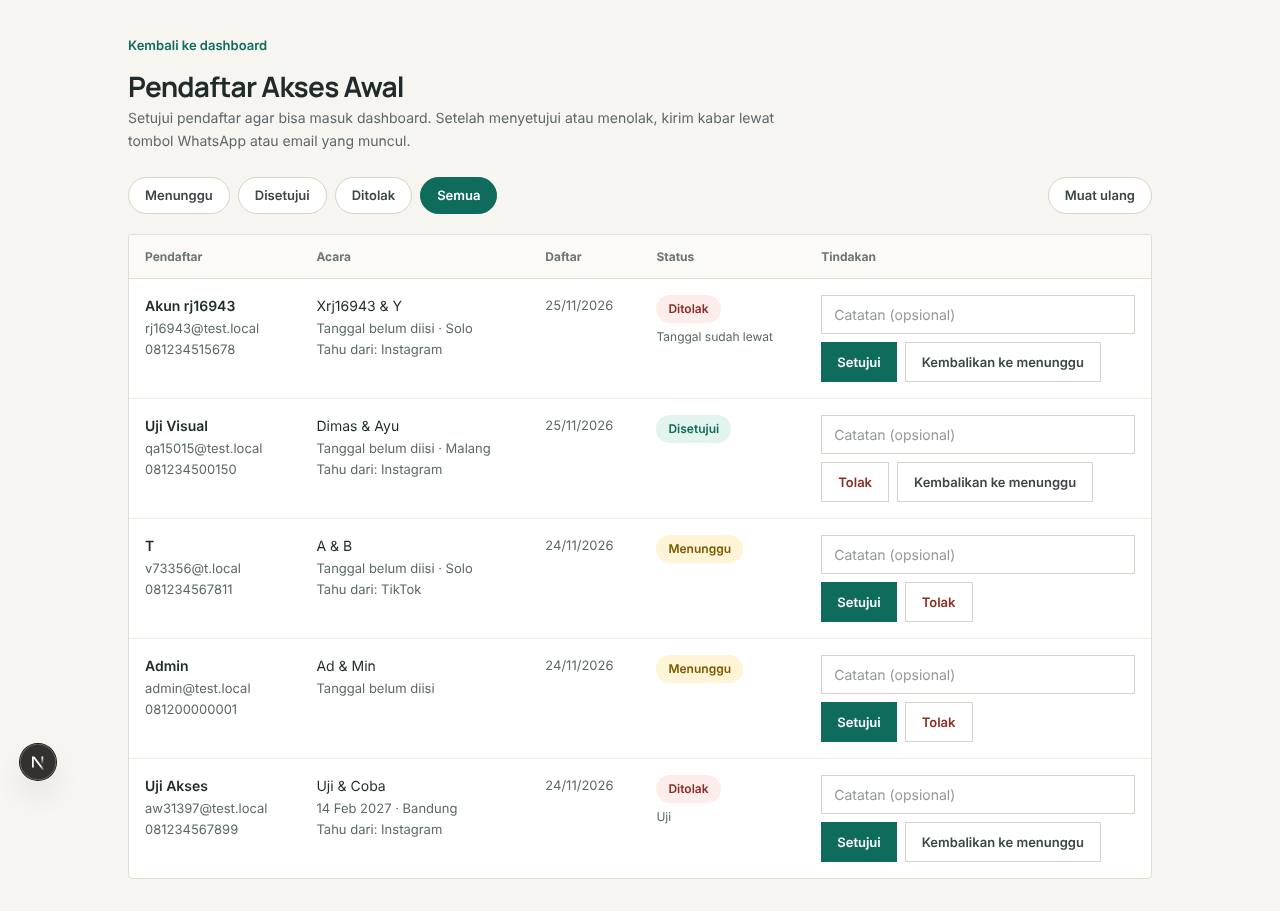 Kembali ke dashboard
Pendaftar Akses Awal
Setujui pendaftar agar bisa masuk dashboard. Setelah menyetujui atau menolak, kirim kabar lewat
tombol WhatsApp atau email yang muncul.
Menunggu Disetujui Ditolak Semua Muat ulang
Pendaftar Acara Daftar Status Tindakan
Akun rj16943 Xrj16943 & Y 25/11/2026 Ditolak Catatan (opsional)
rj16943@test.local Tanggal belum diisi · Solo Tanggal sudah lewat
081234515678 Tahu dari: Instagram Setujui Kembalikan ke menunggu
Uji Visual Dimas & Ayu 25/11/2026 Disetujui Catatan (opsional)
qa15015@test.local Tanggal belum diisi · Malang
081234500150 Tahu dari: Instagram Tolak Kembalikan ke menunggu
T A & B 24/11/2026 Menunggu Catatan (opsional)
v73356@t.local Tanggal belum diisi · Solo
081234567811 Tahu dari: TikTok Setujui Tolak
Admin Ad & Min 24/11/2026 Menunggu Catatan (opsional)
admin@test.local Tanggal belum diisi
081200000001 Setujui Tolak
Uji Akses Uji & Coba 24/11/2026 Ditolak Catatan (opsional)
aw31397@test.local 14 Feb 2027 · Bandung Uji
081234567899 Tahu dari: Instagram Setujui Kembalikan ke menunggu
N